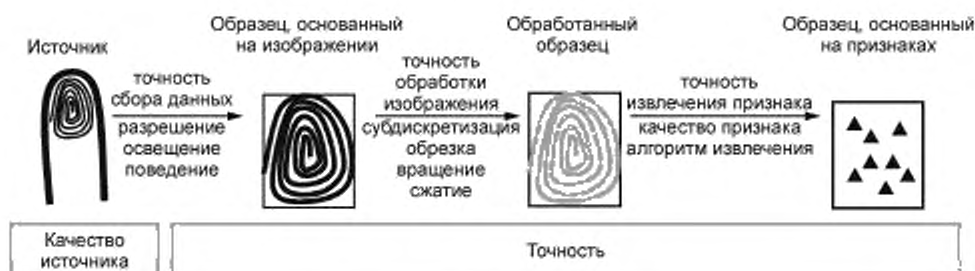 Источник
Образец, основанный
на изображении
Обработанный
образец
Образец, основанный
на признаках
точность
сбора данных
разрешение
освещение
поведение
точность
обработки
изображения
субдискретизация
обрезка
вращение
сжатие
точность
извлечения признака
качество признака
алгоритм извлечения
Качество
источника
Точность